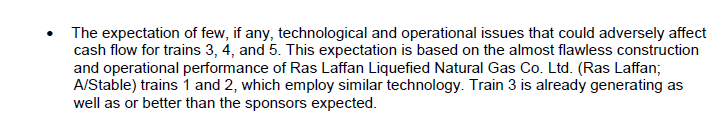 • The expectation of few, if any, technological and operational issues that could adversely affect
cash flow for trains 3, 4, and 5. This expectation is based on the almost flawless construction
and operational performance of Ras Laffan Liquefied Natural Gas Co. Ltd. (Ras Laffan;
A/Stable) trains 1 and 2, which employ similar technology. Train 3 is already generating as
well as or better than the sponsors expected.